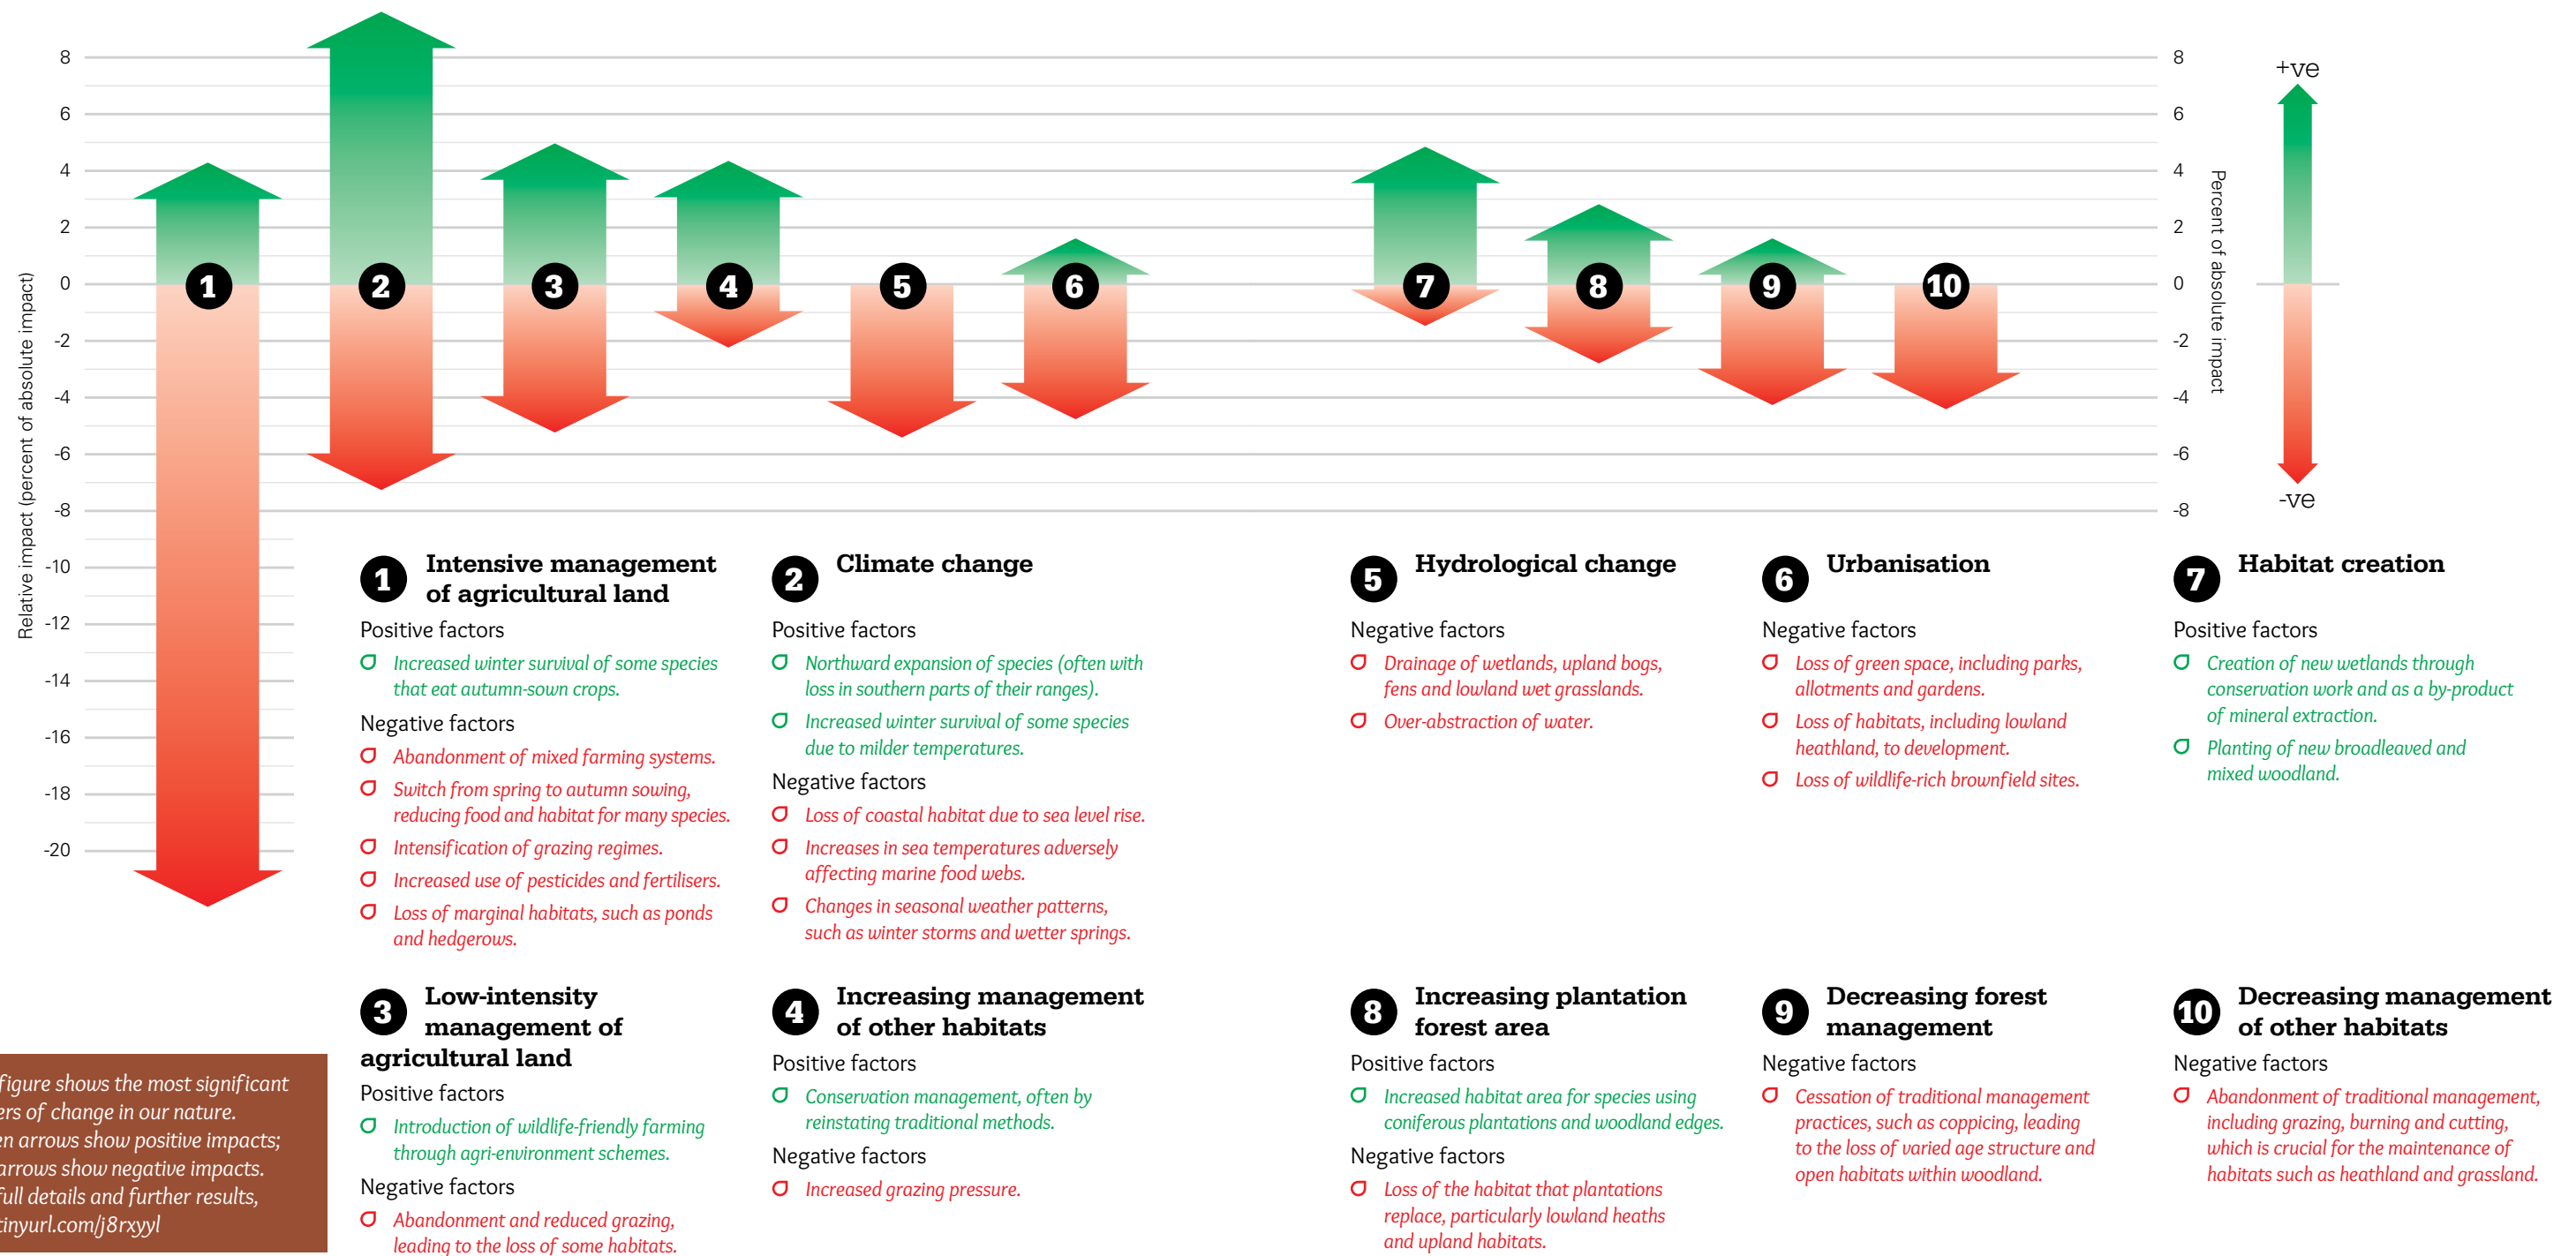 8
6
4
2
0
-2
-4
-6
-8
-10
-12
-14
-16
-18
-20
Relative impact (percent of absolute impact)
1
2
3
4
5
6
7
8
9
10
8
6
4
2
0
-2
-4
-6
-8
Percent of absolute impact
+ve
-ve
1 Intensive management
of agricultural land
Positive factors
Increased winter survival of some species
that eat autumn-sown crops.
Negative factors
Abandonment of mixed farming systems.
Switch from spring to autumn sowing,
reducing food and habitat for many species.
Intensification of grazing regimes.
Increased use of pesticides and fertilisers.
Loss of marginal habitats, such as ponds
and hedgerows.
2 Climate change
Positive factors
Northward expansion of species (often with
loss in southern parts of their ranges).
Increased winter survival of some species
due to milder temperatures.
Negative factors
Loss of coastal habitat due to sea level rise.
Increases in sea temperatures adversely
affecting marine food webs.
Changes in seasonal weather patterns,
such as winter storms and wetter springs.
3 Low-intensity
management of
agricultural land
Positive factors
Introduction of wildlife-friendly farming
through agri-environment schemes.
Negative factors
Abandonment and reduced grazing,
leading to the loss of some habitats.
4 Increasing management
of other habitats
Positive factors
Conservation management, often by
reinstating traditional methods.
Negative factors
Increased grazing pressure.
5 Hydrological change
Negative factors
Drainage of wetlands, upland bogs,
fens and lowland wet grasslands.
Over-abstraction of water.
6 Urbanisation
Negative factors
Loss of green space, including parks,
allotments and gardens.
Loss of habitats, including lowland
heathland, to development.
Loss of wildlife-rich brownfield sites.
7 Habitat creation
Positive factors
Creation of new wetlands through
conservation work and as a by-product
of mineral extraction.
Planting of new broadleaved and
mixed woodland.
8 Increasing plantation
forest area
Positive factors
Increased habitat area for species using
coniferous plantations and woodland edges.
Negative factors
Loss of the habitat that plantations
replace, particularly lowland heaths
and upland habitats.
9 Decreasing forest
management
Negative factors
Cessation of traditional management
practices, such as coppicing, leading
to the loss of varied age structure and
open habitats within woodland.
10 Decreasing management
of other habitats
Negative factors
Abandonment of traditional management,
including grazing, burning and cutting,
which is crucial for the maintenance of
habitats such as heathland and grassland.
figure shows the most significant
of change in our nature.
arrows show positive impacts;
arrows show negative impacts.
full details and further results,
tinyurl.com/j8rxyyl